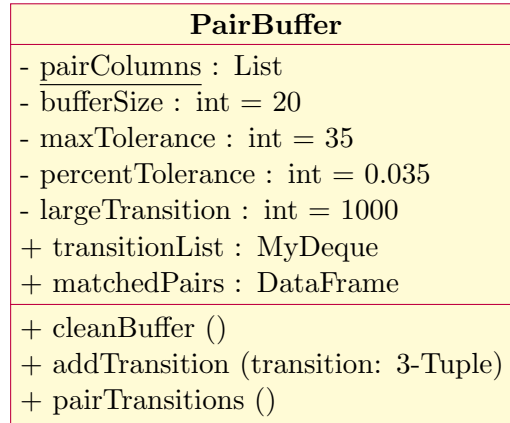 PairBuffer
- pairColumns : List
- bufferSize : int = 20
- maxTolerance : int = 35
- percentTolerance : int = 0.035
- largeTransition : int = 1000
+ transitionList : MyDeque
+ matchedPairs : DataFrame
+ cleanBuffer ()
+ addTransition (transition: 3-Tuple)
+ pairTransitions ()